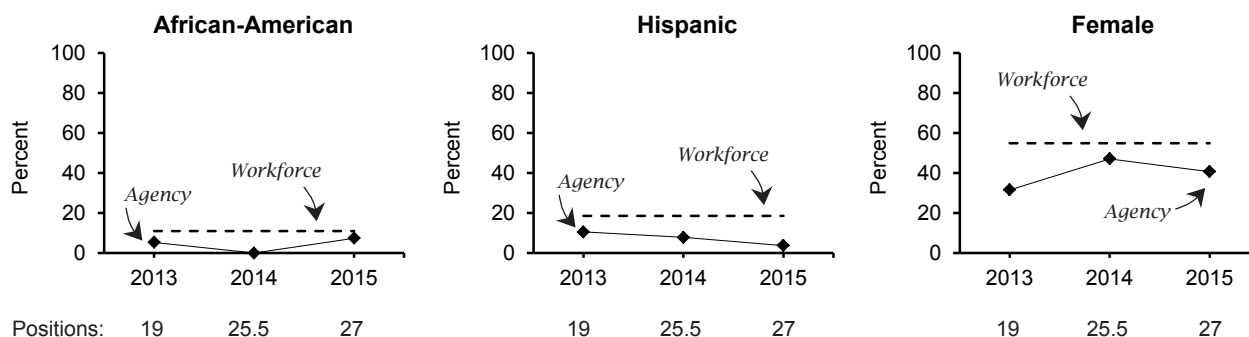 African-American
100
80
60
40
20
0
Percent
Agency
Workforce
2013 2014 2015
Positions: 19 25.5 27
Hispanic
100
80
60
40
20
0
Percent
Agency
Workforce
2013 2014 2015
19 25.5 27
Female
100
80
60
40
20
0
Percent
Workforce
Agency
2013 2014 2015
19 25.5 27